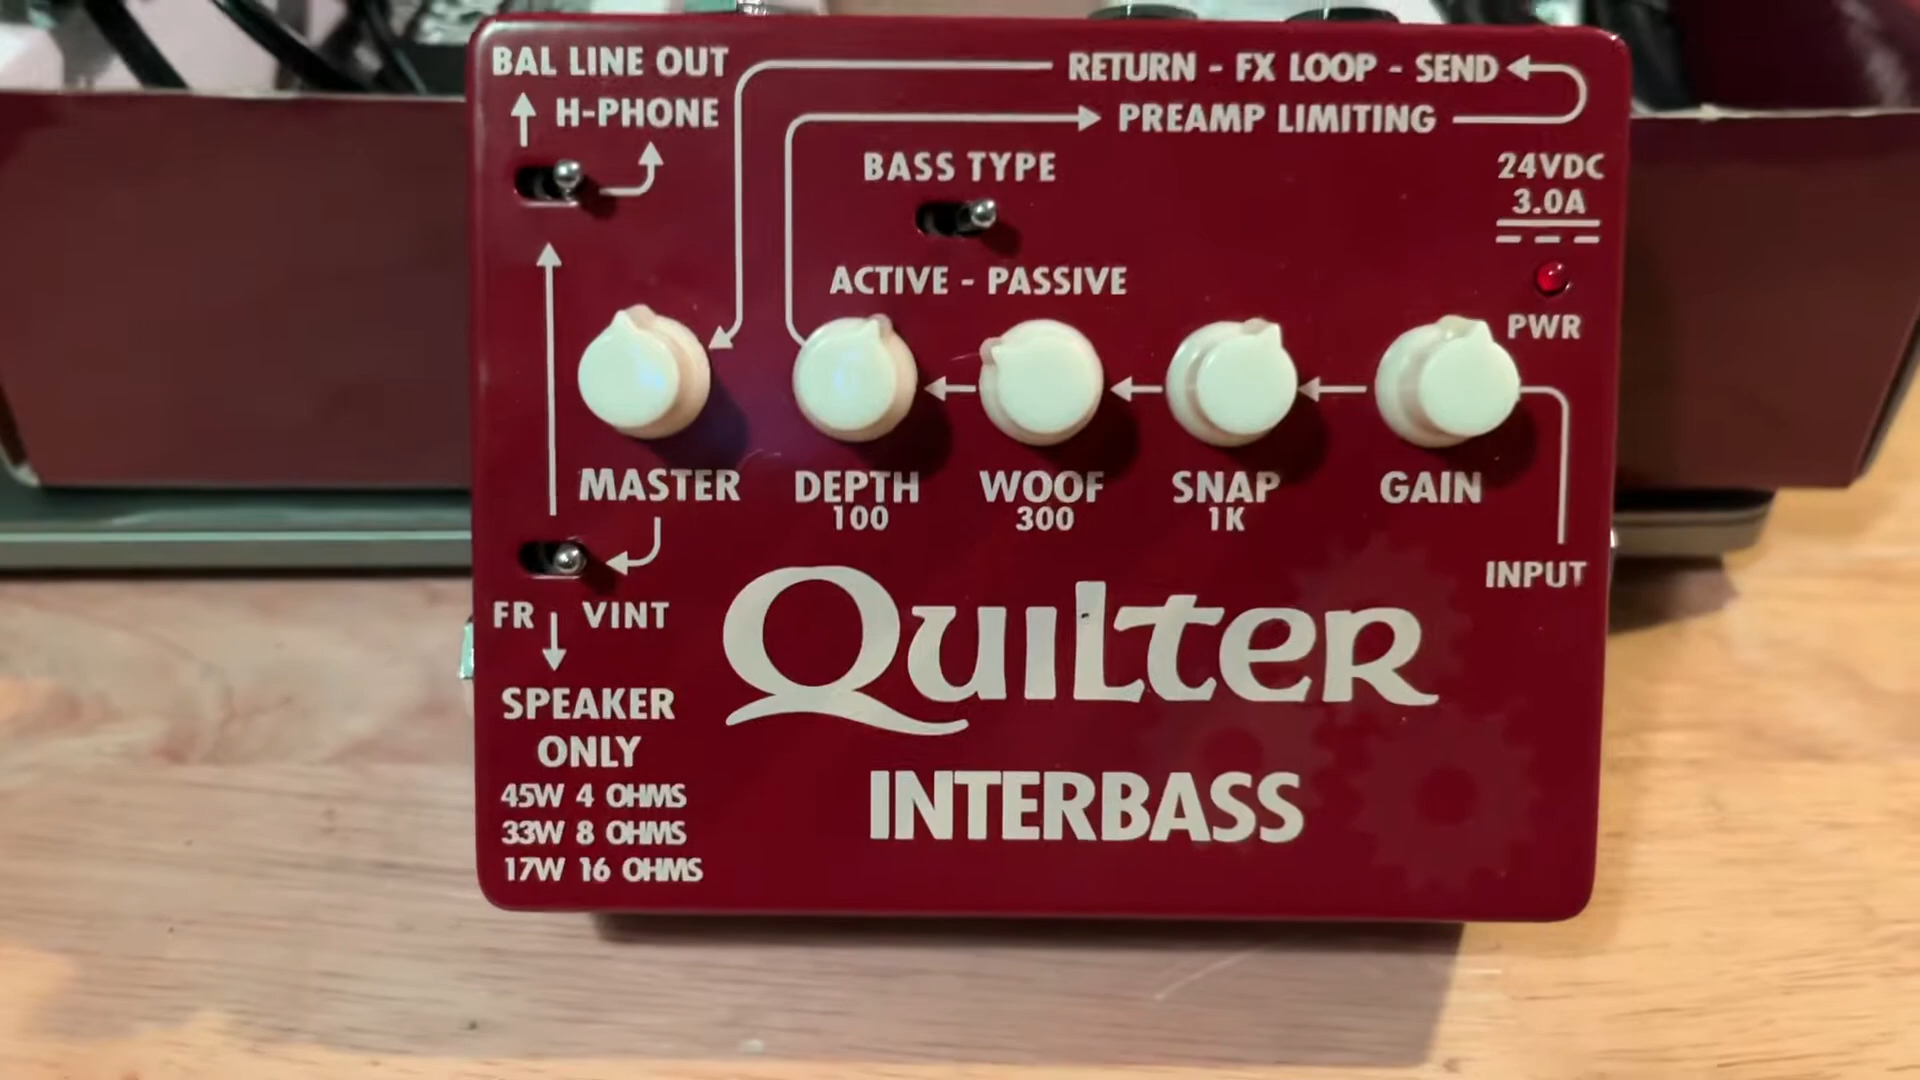 BAL LINE OUT
H-PHONE
RETURN - FX LOOP - SEND
PREAMP LIMITING
BASS TYPE
ACTIVE - PASSIVE
24VDC
3.0A
PWR
MASTER
DEPTH
100
WOOF
300
SNAP
1K
GAIN
INPUT
FR VINT
SPEAKER
ONLY
45W 4 OHMS
33W 8 OHMS
17W 16 OHMS
QUILTER
INTERBASS